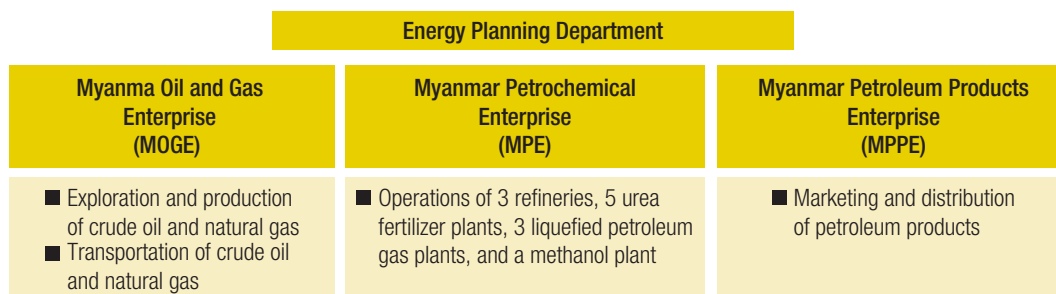 Energy Planning Department
Myanma Oil and Gas
Enterprise
(MOGE)
■ Exploration and production
of crude oil and natural gas
■ Transportation of crude oil
and natural gas
Myanmar Petrochemical
Enterprise
(MPE)
■ Operations of 3 refineries, 5 urea
fertilizer plants, 3 liquefied petroleum
gas plants, and a methanol plant
Myanmar Petroleum Products
Enterprise
(MPPE)
■ Marketing and distribution
of petroleum products